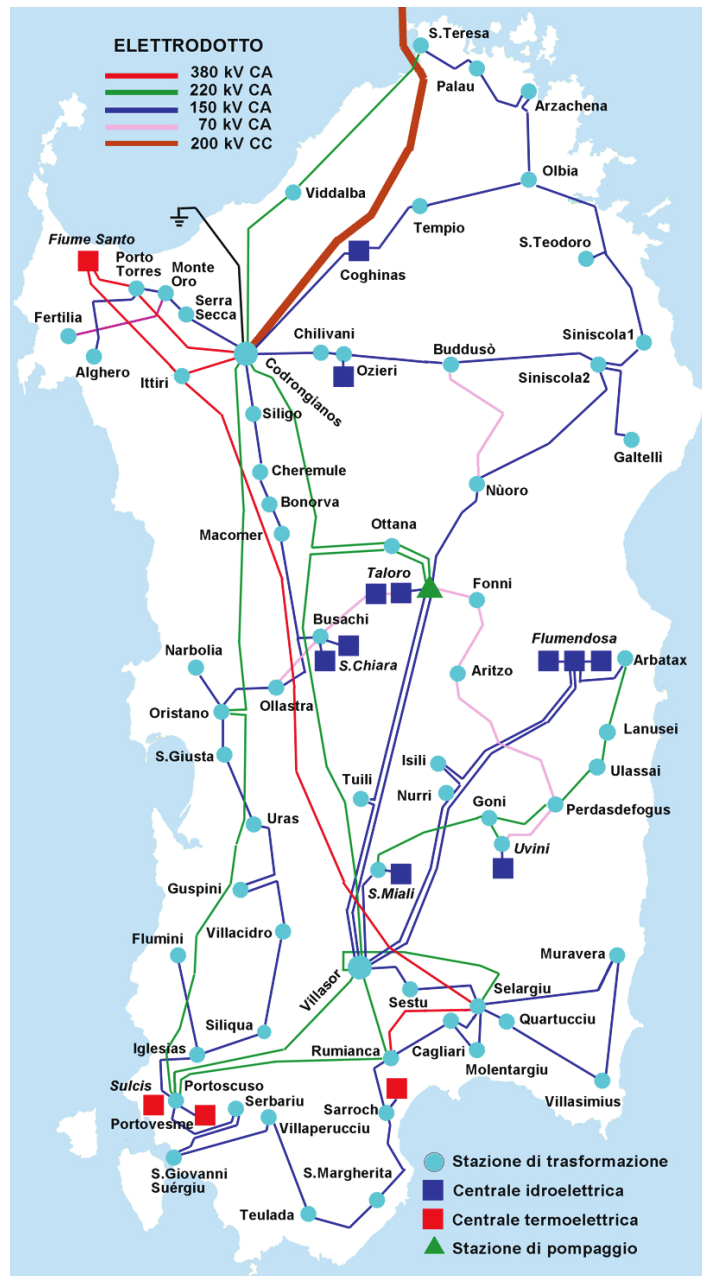 ELETTRODOTTO
380 kV CA
220 kV CA
150 kV CA
70 kV CA
200 kV CC
S.Teresa
Palau
Arzachena
Olbia
Viddalba
Tempio
S.Teodoro
Fiume Santo
Porto
Torres
Monte
Oro
Serra
Secca
Coghinas
Fertilia
Alghero
Ittiri
Chilivani
Ozieri
Buddusò
Siniscola1
Siniscola2
Codrongianos
Siligo
Galtellì
Cheremule
Bonorva
Nùoro
Macomer
Ottana
Taloro
Fonni
Busachi
S.Chiara
Flumendosa
Arbatax
Narbolia
Aritzo
Ollastra
Oristano
Lanusei
S.Giusta
Isili
Ulassai
Tuili
Nurri
Goni
Perdasdefogus
Uras
Uvini
Guspini
S.Miali
Villacidro
Flumini
Muravera
Villasor
Sestu
Selargiu
Quartucciu
Siliqua
Iglesias
Rumianca
Cagliari
Molentargiu
Sulcis
Portoscuso
Serbariu
Villasimius
Portovesme
Villaperucciu
Sarroch
S.Giovanni
Suérgiu
S.Margherita
Teulada
Stazione di trasformazione
Centrale idroelettrica
Centrale termoelettrica
Stazione di pompaggio